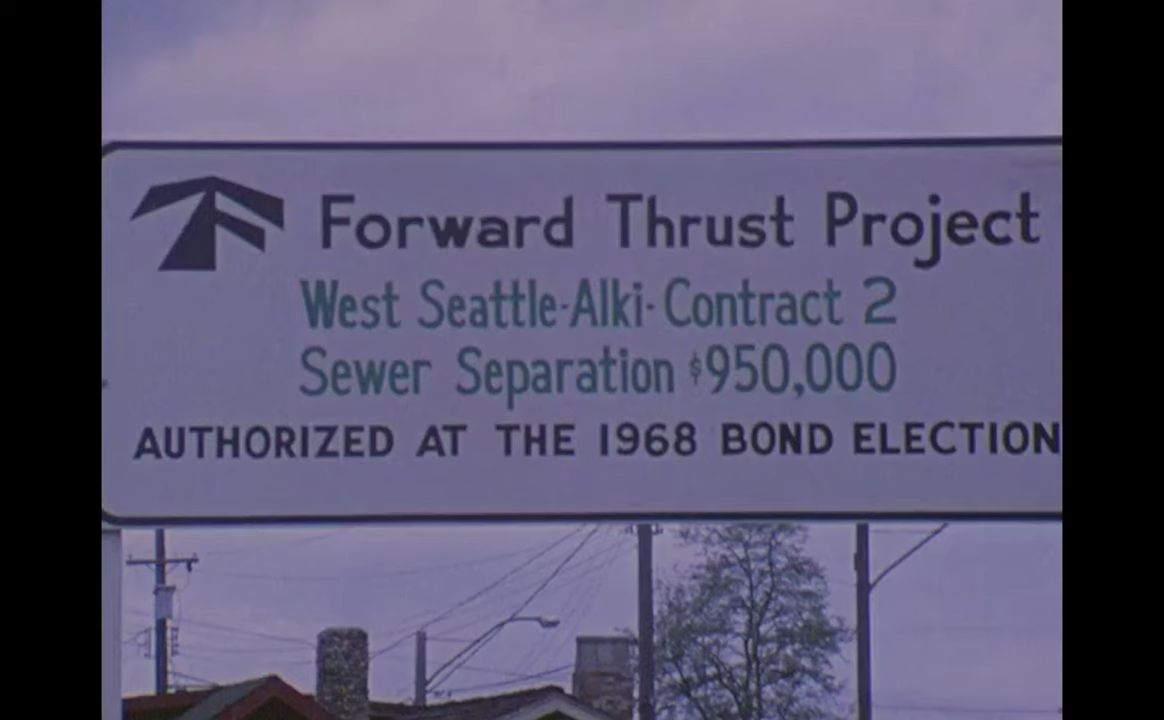 Forward Thrust Project
West Seattle-Alki-Contract 2
Sewer Separation $950,000
AUTHORIZED AT THE 1968 BOND ELECTION